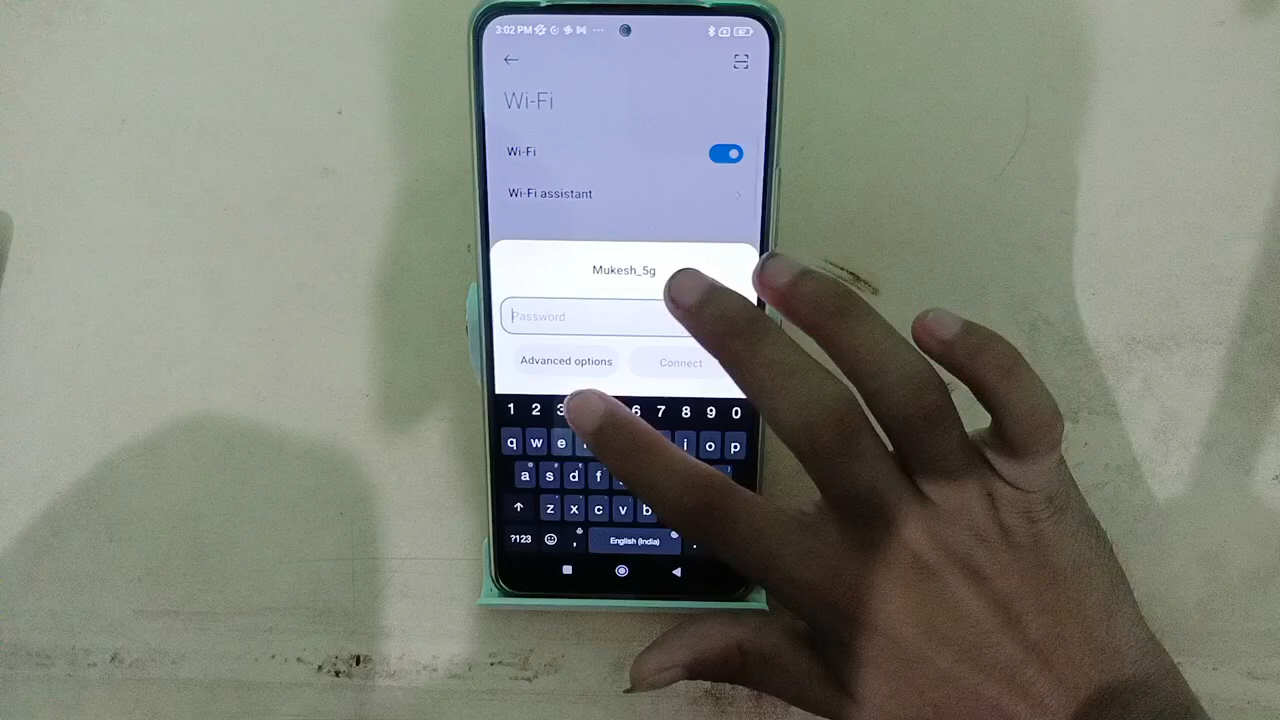 3:02 PM
Wi-Fi
Wi-Fi
Wi-Fi assistant
Mukesh_5g
Password
Advanced options Connect
1 2 3 6 7 8 9 0
q w e i o p
a s d f
z x c v b
?123 , English (India) .